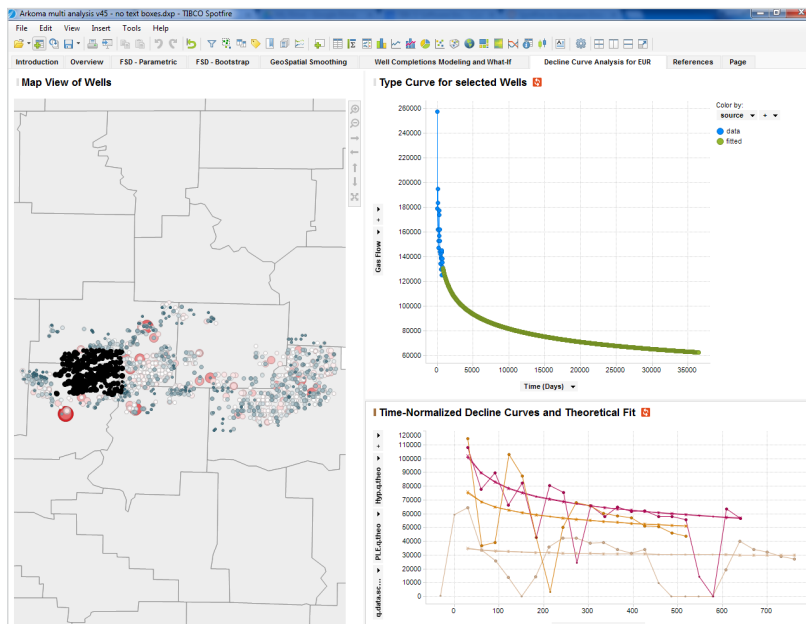 Arkoma multi analysis v45 - no text boxes.dxp - TIBCO Spotfire
File Edit View Insert Tools Help
Introduction Overview FSD - Parametric FSD - Bootstrap GeoSpatial Smoothing Well Completions Modeling and What-If Decline Curve Analysis for EUR References Page
Map View of Wells
Type Curve for selected Wells
Color by:
source
data
fitted
260000
240000
220000
200000
180000
160000
140000
120000
100000
80000
60000
Gas Flow
0 5000 10000 15000 20000 25000 30000 35000
Time (Days)
Time-Normalized Decline Curves and Theoretical Fit
120000
110000
100000
90000
80000
70000
60000
50000
40000
30000
20000
10000
0
Hyp.q.theo
PLE.q.theo
q.data.sc...
0 100 200 300 400 500 600 700